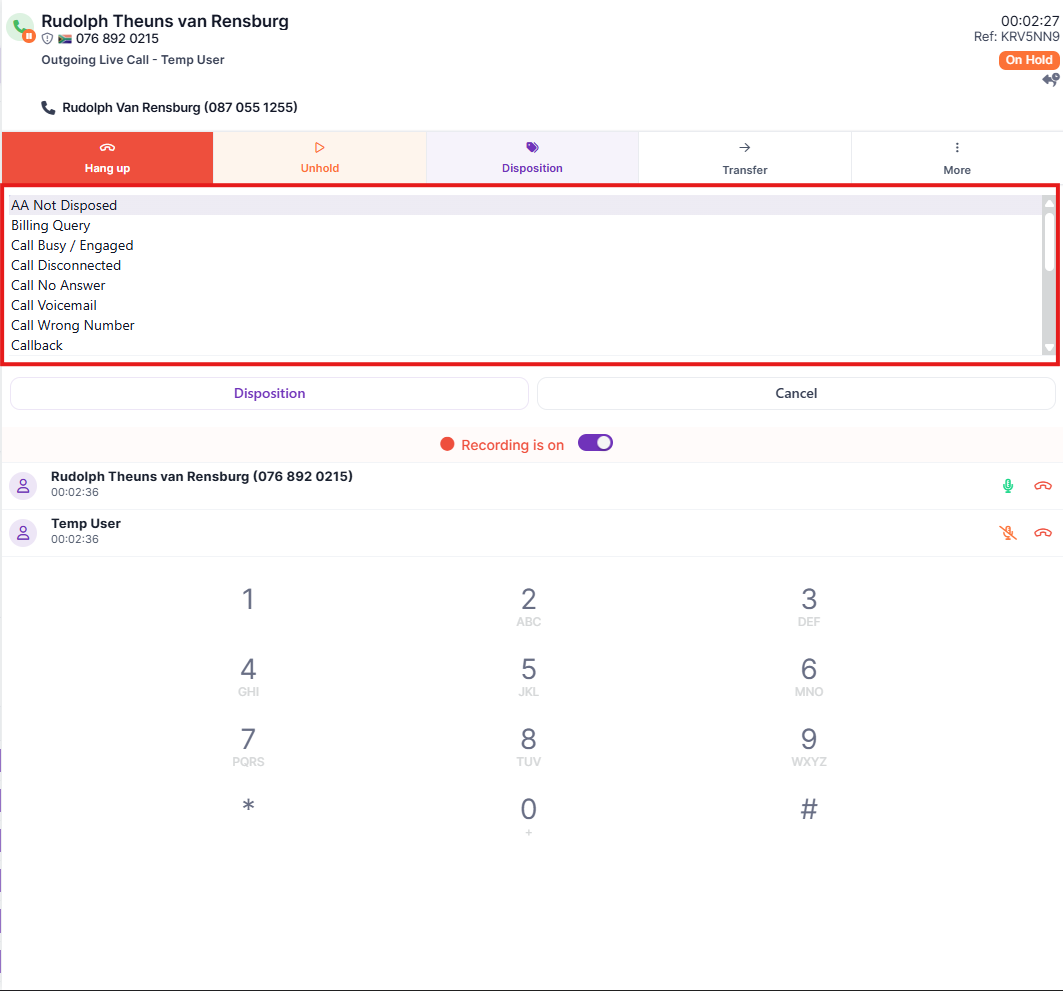 Rudolph Theuns van Rensburg
00:02:27
076 892 0215
Ref: KRV5NN9
Outgoing Live Call - Temp User
On Hold
Rudolph Van Rensburg (087 055 1255)
Hang up
Unhold
Disposition
Transfer
More
AA Not Disposed
Billing Query
Call Busy / Engaged
Call Disconnected
Call No Answer
Call Voicemail
Call Wrong Number
Callback
Disposition
Cancel
Recording is on
Rudolph Theuns van Rensburg (076 892 0215)
00:02:36
Temp User
00:02:36
1
2
3
ABC
DEF
4
5
6
GHI
JKL
MNO
7
8
9
PQRS
TUV
WXYZ
*
0
#
+